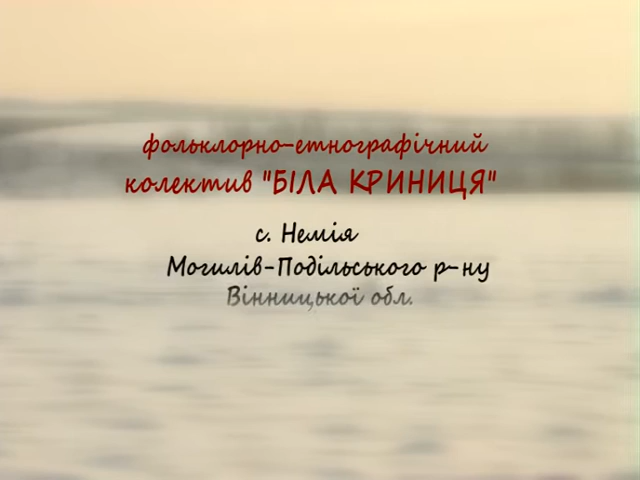 фольклорно-етнографічний
колектив "БІЛА КРИНИЦЯ"
с. Немія
Могилів-Подільського р-ну
Вінницької обл.